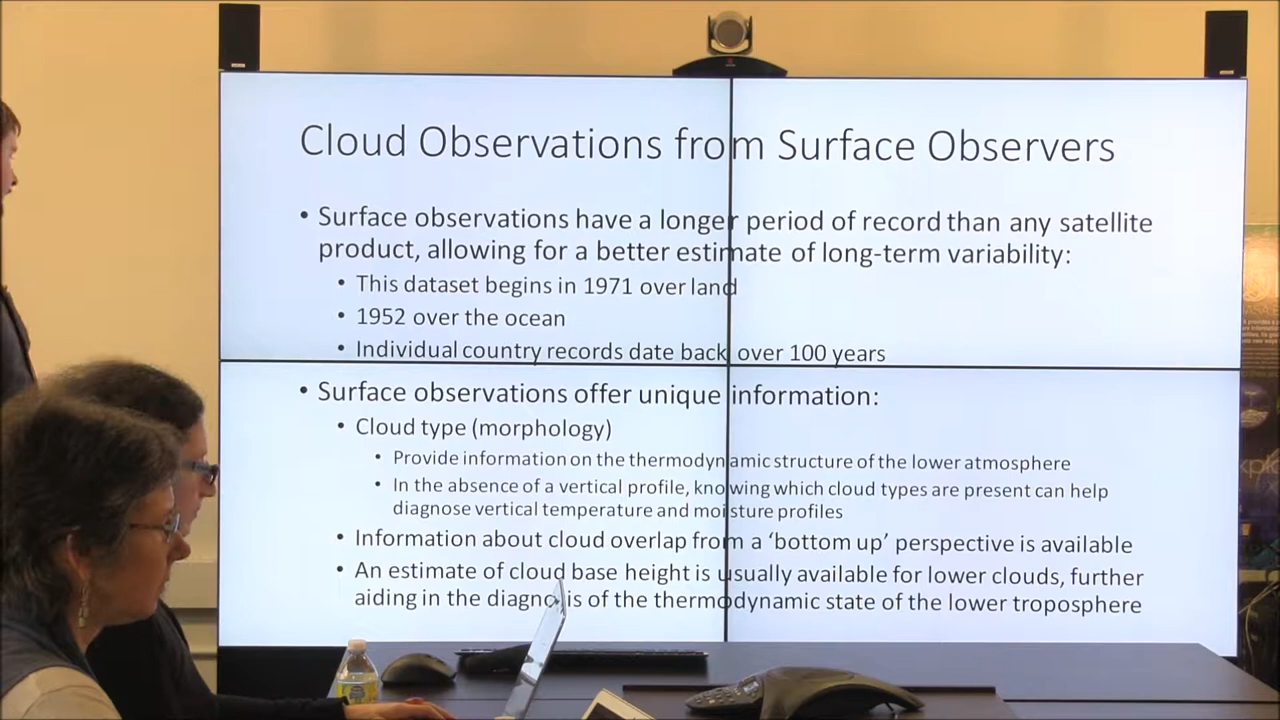 Cloud Observations from Surface Observers
• Surface observations have a longer period of record than any satellite
product, allowing for a better estimate of long-term variability:
• This dataset begins in 1971 over land
• 1952 over the ocean
• Individual country records date back over 100 years
• Surface observations offer unique information:
• Cloud type (morphology)
• Provide information on the thermodynamic structure of the lower atmosphere
• In the absence of a vertical profile, knowing which cloud types are present can help
diagnose vertical temperature and moisture profiles
• Information about cloud overlap from a ‘bottom up’ perspective is available
• An estimate of cloud base height is usually available for lower clouds, further
aiding in the diagnosis of the thermodynamic state of the lower troposphere